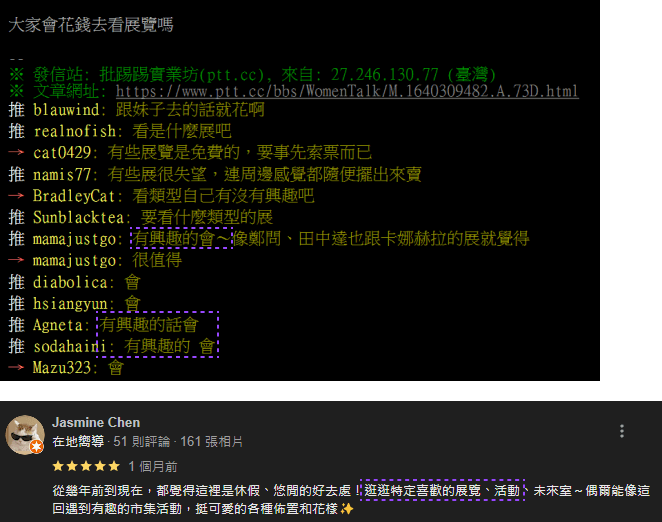 大家會花錢去看展覽嗎
--
※ 發信站: 批踢踢實業坊(ptt.cc), 來自: 27.246.130.77 (臺灣)
※ 文章網址: https://www.ptt.cc/bbs/WomenTalk/M.1640309482.A.73D.html
推 blauwind: 跟妹子去的話就花啊
推 realnofish: 看是什麼展吧
→ cat0429: 有些展覽是免費的，要事先索票而已
推 namis77: 有些展很失望，連周邊感覺都隨便擺出來賣
→ BradleyCat: 看類型自己有沒有興趣吧
推 Sunblacktea: 要看什麼類型的展
推 mamajustgo: 有興趣的會～像鄭問、田中達也跟卡娜赫拉的展就覺得
→ mamajustgo: 很值得
推 diabolica: 會
推 hsiangyun: 會
推 Agneta: 有興趣的話會
推 sodahaini: 有興趣的 會
→ Mazu323: 會
Jasmine Chen
在地嚮導 · 51 則評論 · 161 張相片
1 個月前
從幾年前到現在，都覺得這裡是休假、悠閒的好去處！逛逛特定喜歡的展覽、活動、未來室～偶爾能像這
回遇到有趣的市集活動，挺可愛的各種佈置和花樣✨